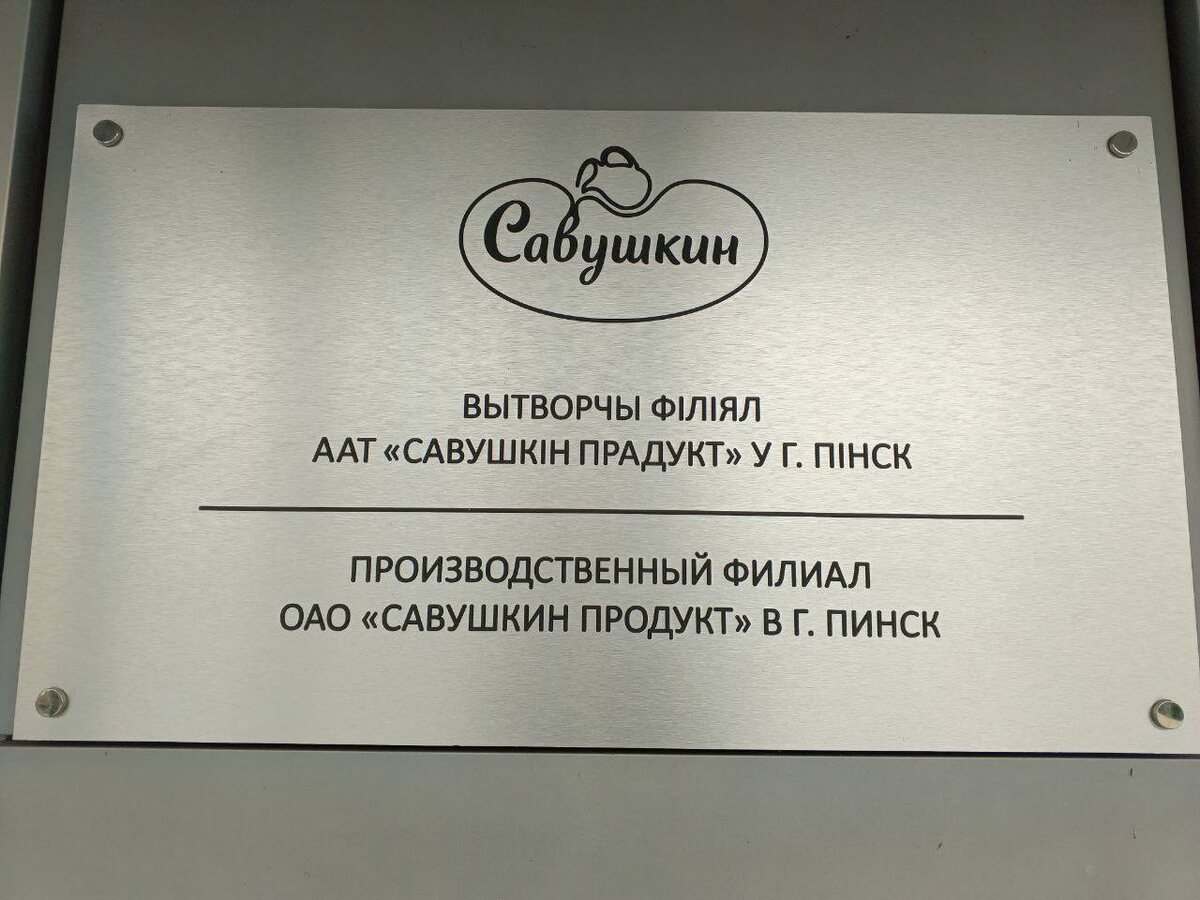 Савушкин
ВЫТВОРЧЫ ФІЛІЯЛ
ААТ «САВУШКІН ПРАДУКТ» У Г. ПІНСК
ПРОИЗВОДСТВЕННЫЙ ФИЛИАЛ
ОАО «САВУШКИН ПРОДУКТ» В Г. ПИНСК